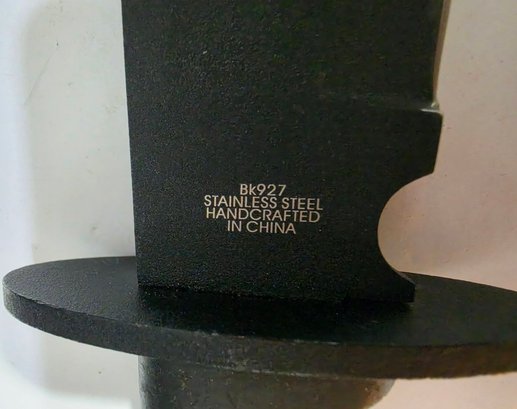 Bk927
STAINLESS STEEL
HANDCRAFTED
IN CHINA